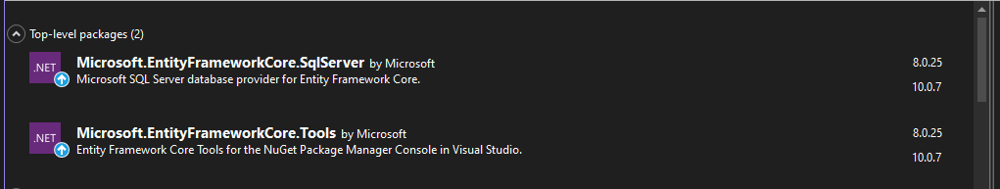 Top-level packages (2)
.NET
Microsoft.EntityFrameworkCore.SqlServer by Microsoft
8.0.25
Microsoft SQL Server database provider for Entity Framework Core.
10.0.7
.NET
Microsoft.EntityFrameworkCore.Tools by Microsoft
8.0.25
Entity Framework Core Tools for the NuGet Package Manager Console in Visual Studio.
10.0.7